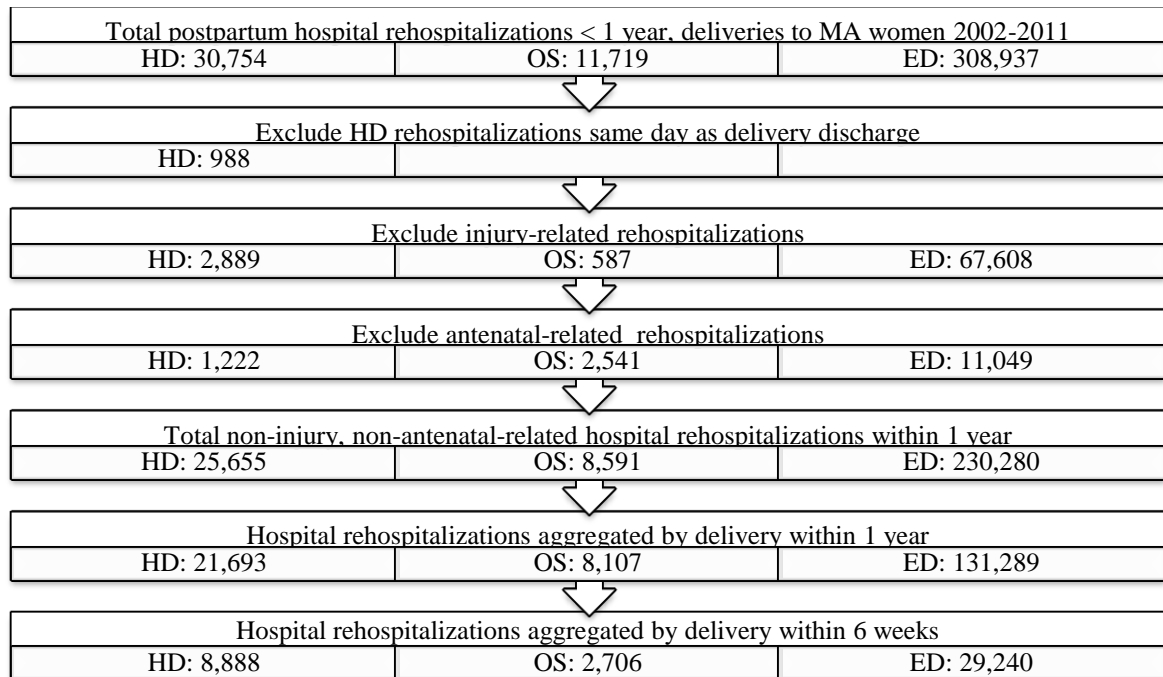 Total postpartum hospital rehospitalizations < 1 year, deliveries to MA women 2002-2011
HD: 30,754 OS: 11,719 ED: 308,937
Exclude HD rehospitalizations same day as delivery discharge
HD: 988
Exclude injury-related rehospitalizations
HD: 2,889 OS: 587 ED: 67,608
Exclude antenatal-related rehospitalizations
HD: 1,222 OS: 2,541 ED: 11,049
Total non-injury, non-antenatal-related hospital rehospitalizations within 1 year
HD: 25,655 OS: 8,591 ED: 230,280
Hospital rehospitalizations aggregated by delivery within 1 year
HD: 21,693 OS: 8,107 ED: 131,289
Hospital rehospitalizations aggregated by delivery within 6 weeks
HD: 8,888 OS: 2,706 ED: 29,240